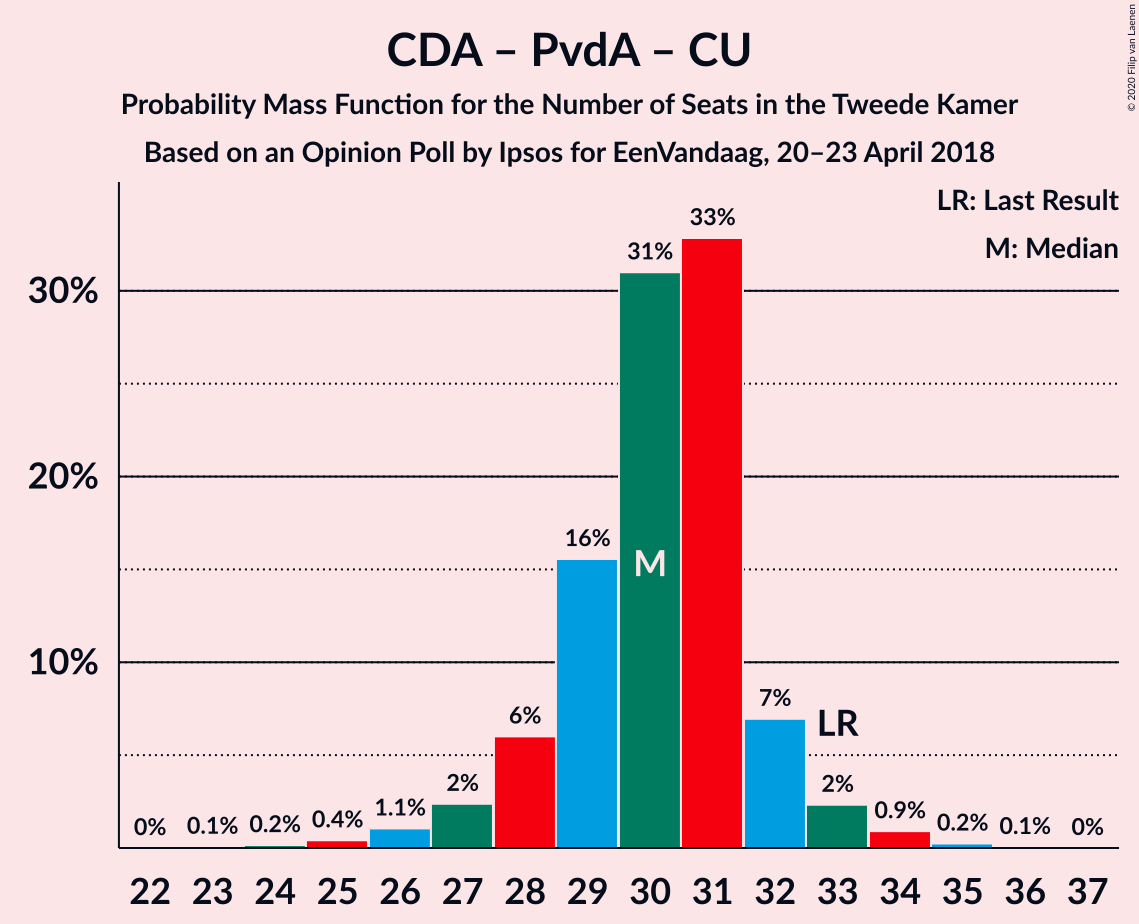 CDA – PvdA – CU
Probability Mass Function for the Number of Seats in the Tweede Kamer
Based on an Opinion Poll by Ipsos for EenVandaag, 20–23 April 2018
© 2020 Filip van Laenen
LR: Last Result
M: Median
30%
20%
10%
0% 0.1% 0.2% 0.4% 1.1% 2% 6% 16% 31% 33% 7% 2% 0.9% 0.2% 0.1% 0%
M
LR
22 23 24 25 26 27 28 29 30 31 32 33 34 35 36 37